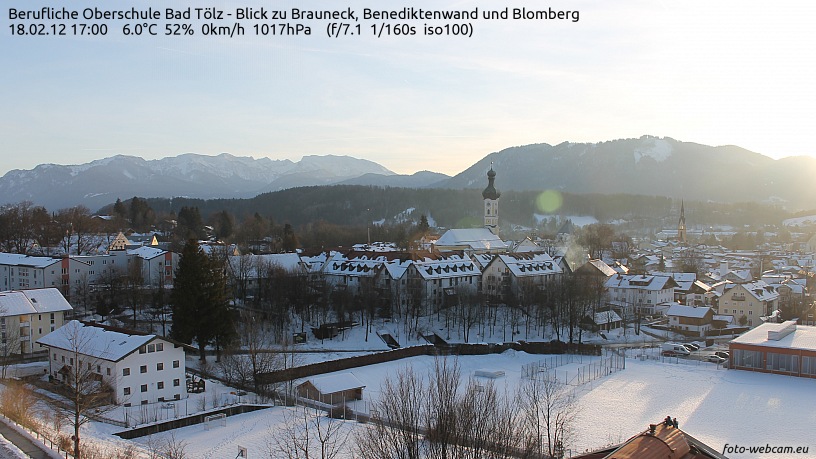 Berufliche Oberschule Bad Tölz - Blick zu Brauneck, Benediktenwand und Blomberg
18.02.12 17:00 6.0°C 52% 0km/h 1017hPa (f/7.1 1/160s iso100)
foto-webcam.eu